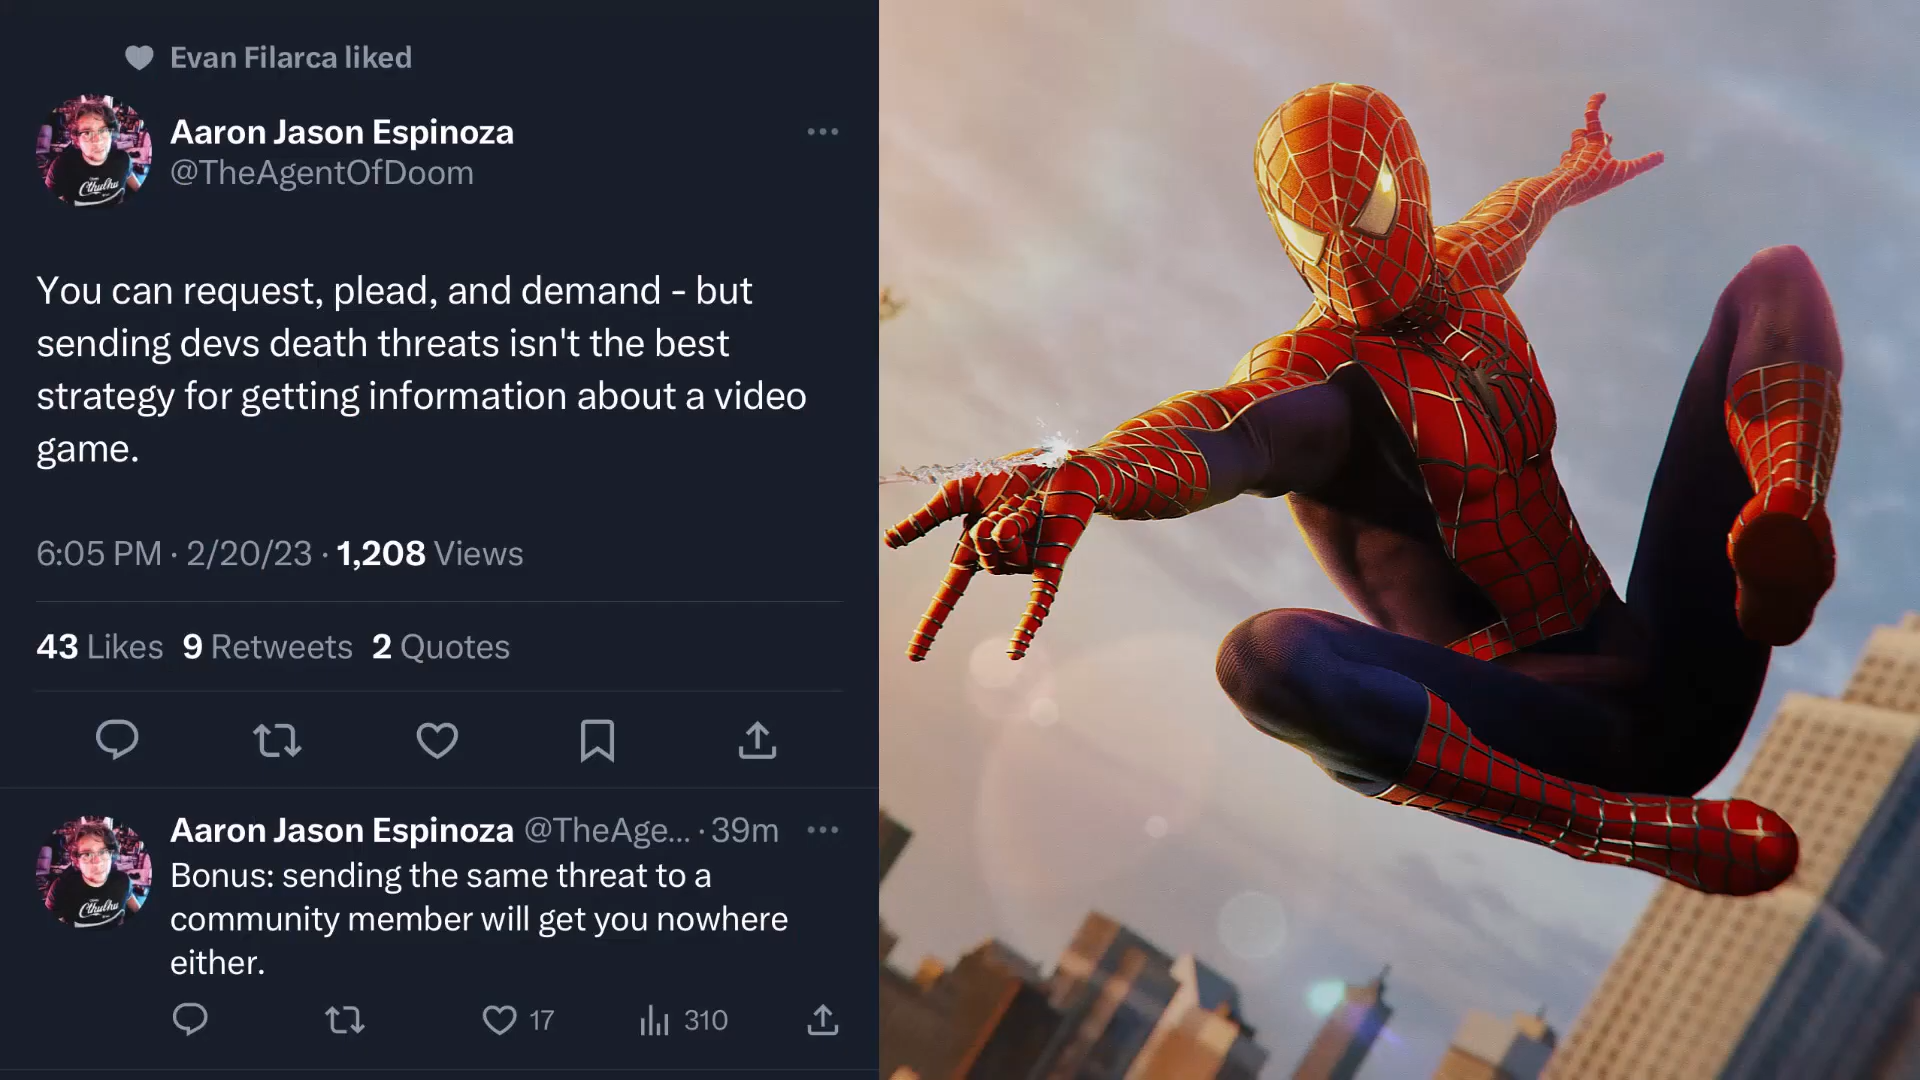 Evan Filarca liked
Aaron Jason Espinoza
@TheAgentOfDoom
You can request, plead, and demand - but
sending devs death threats isn't the best
strategy for getting information about a video
game.
6:05 PM · 2/20/23 · 1,208 Views
43 Likes 9 Retweets 2 Quotes
Aaron Jason Espinoza @TheAge... · 39m
Bonus: sending the same threat to a
community member will get you nowhere
either.
17 310
Cthulhu
Cthulhu